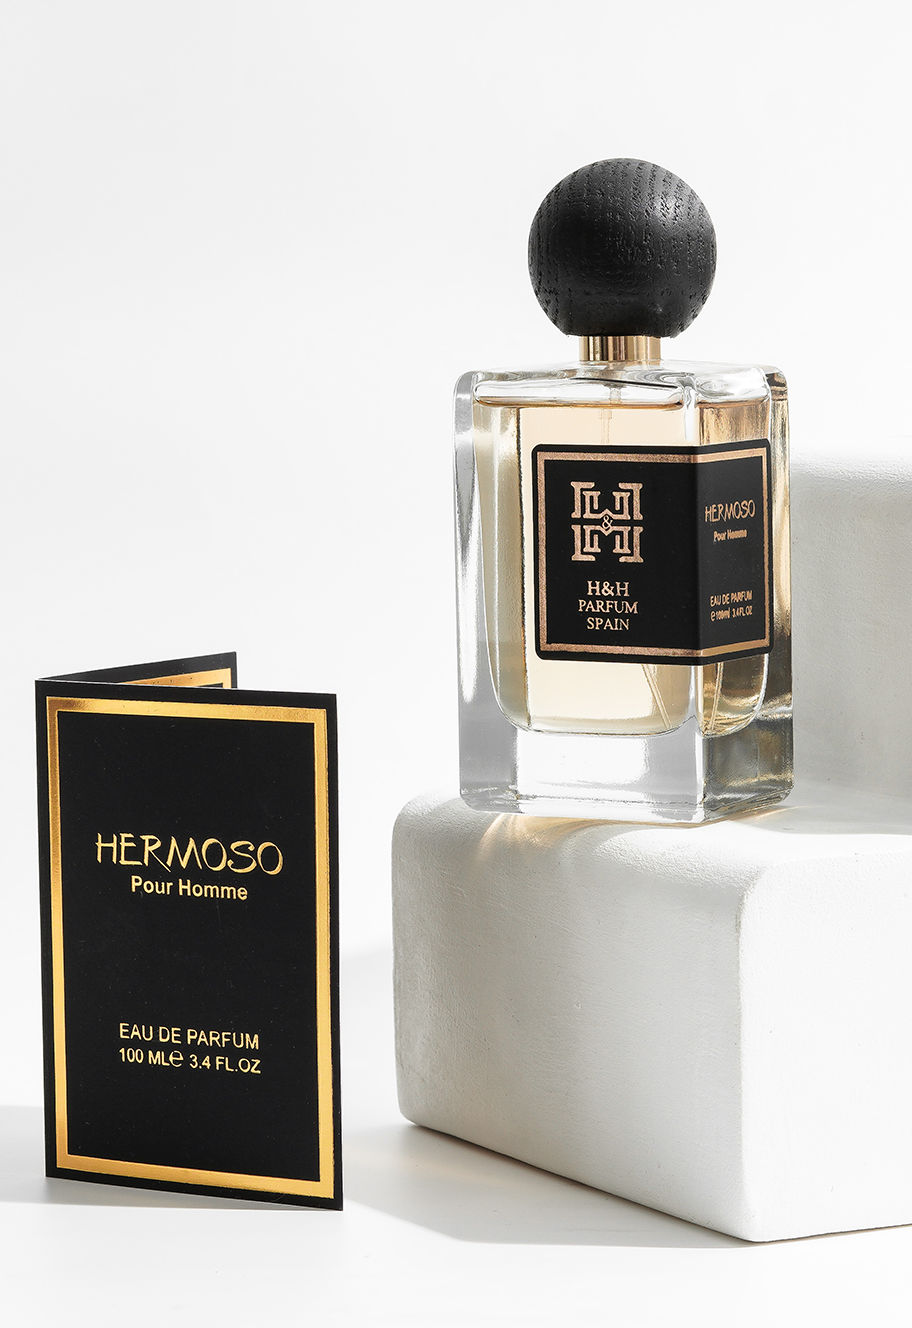 HERMOSO
Pour Homme
EAU DE PARFUM
100 ML℮ 3.4 FL.OZ
H&H
H&H
PARFUM
SPAIN
HERMOSO
Pour Homme
EAU DE PARFUM
℮100ml 3.4 FL OZ